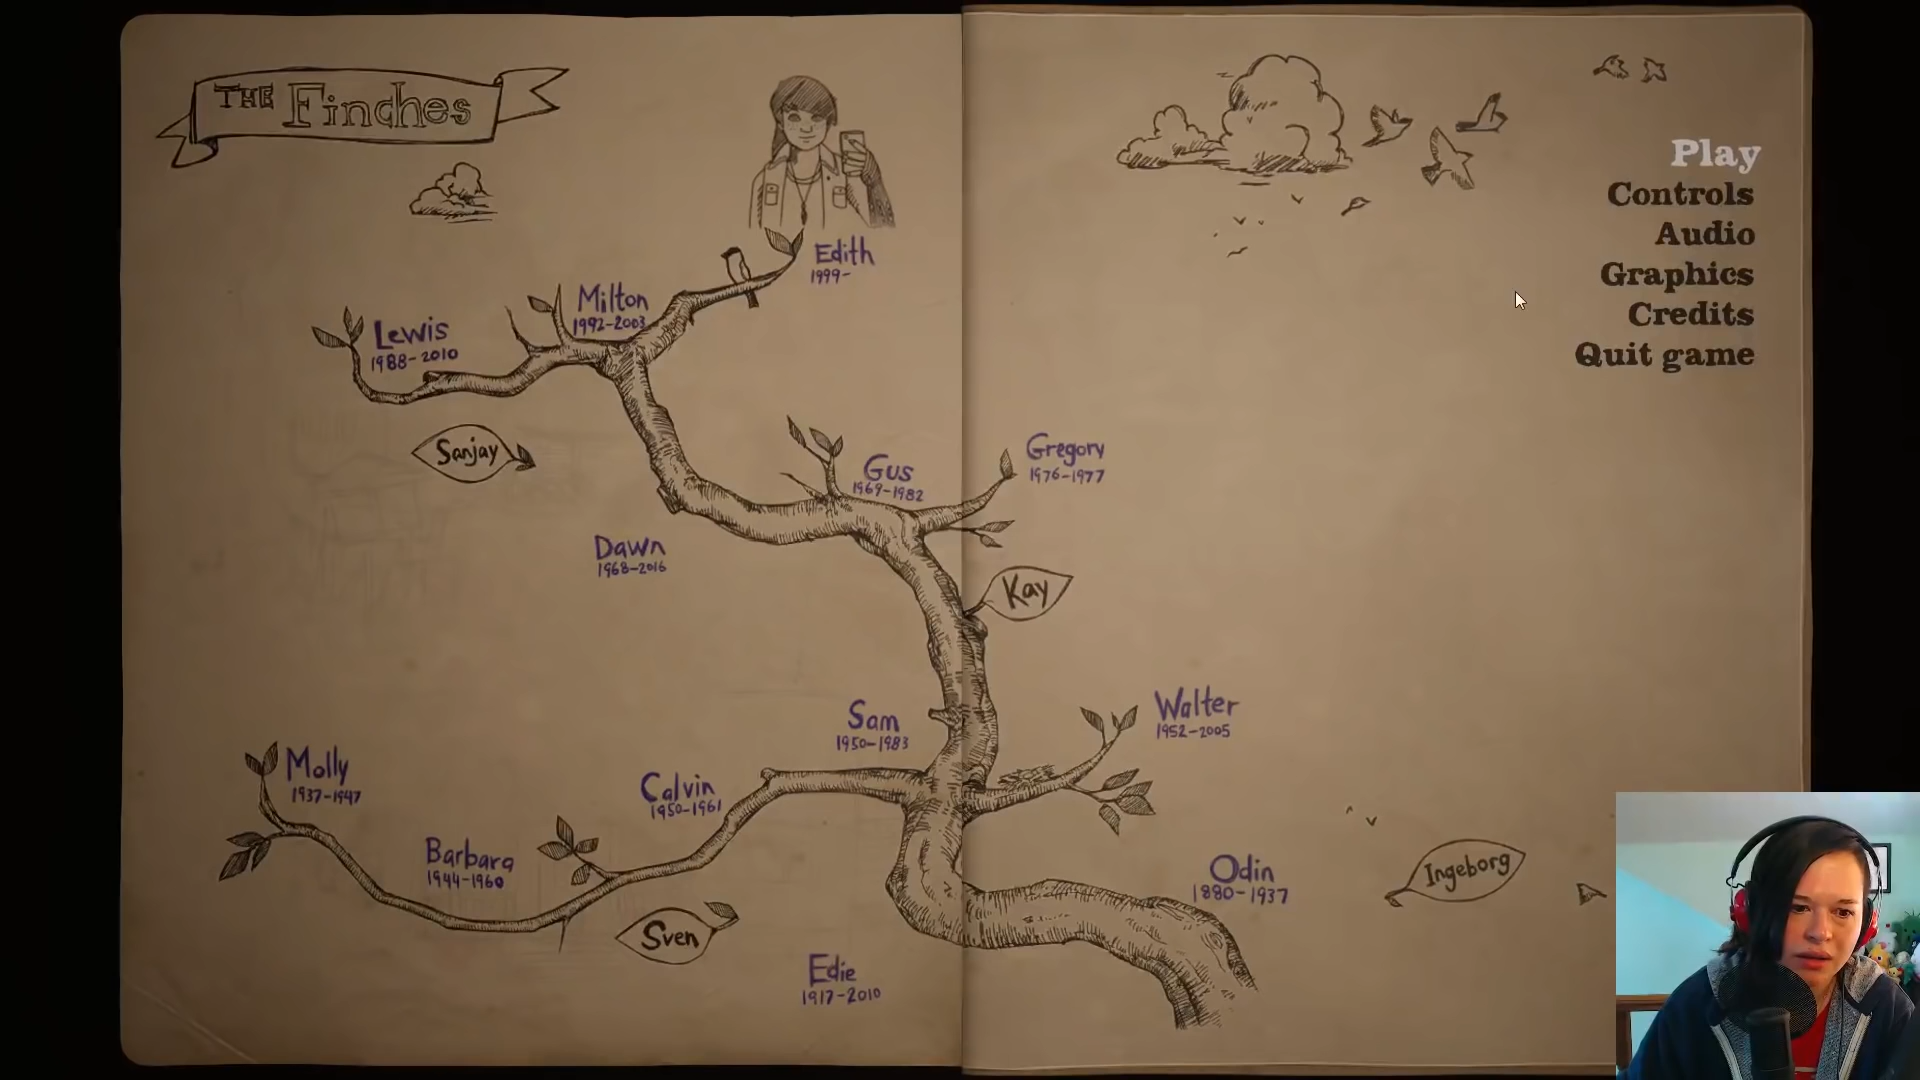 THE Finches
Play
Controls
Audio
Graphics
Credits
Quit game
Edith
1999-
Milton
1992-2003
Lewis
1988-2010
Sanjay
Gus
1969-1982
Gregory
1976-1977
Dawn
1968-2016
Kay
Sam
1950-1983
Walter
1952-2005
Molly
1937-1947
Calvin
1950-1961
Barbara
1944-1960
Sven
Odin
1880-1937
Ingeborg
Edie
1917-2010